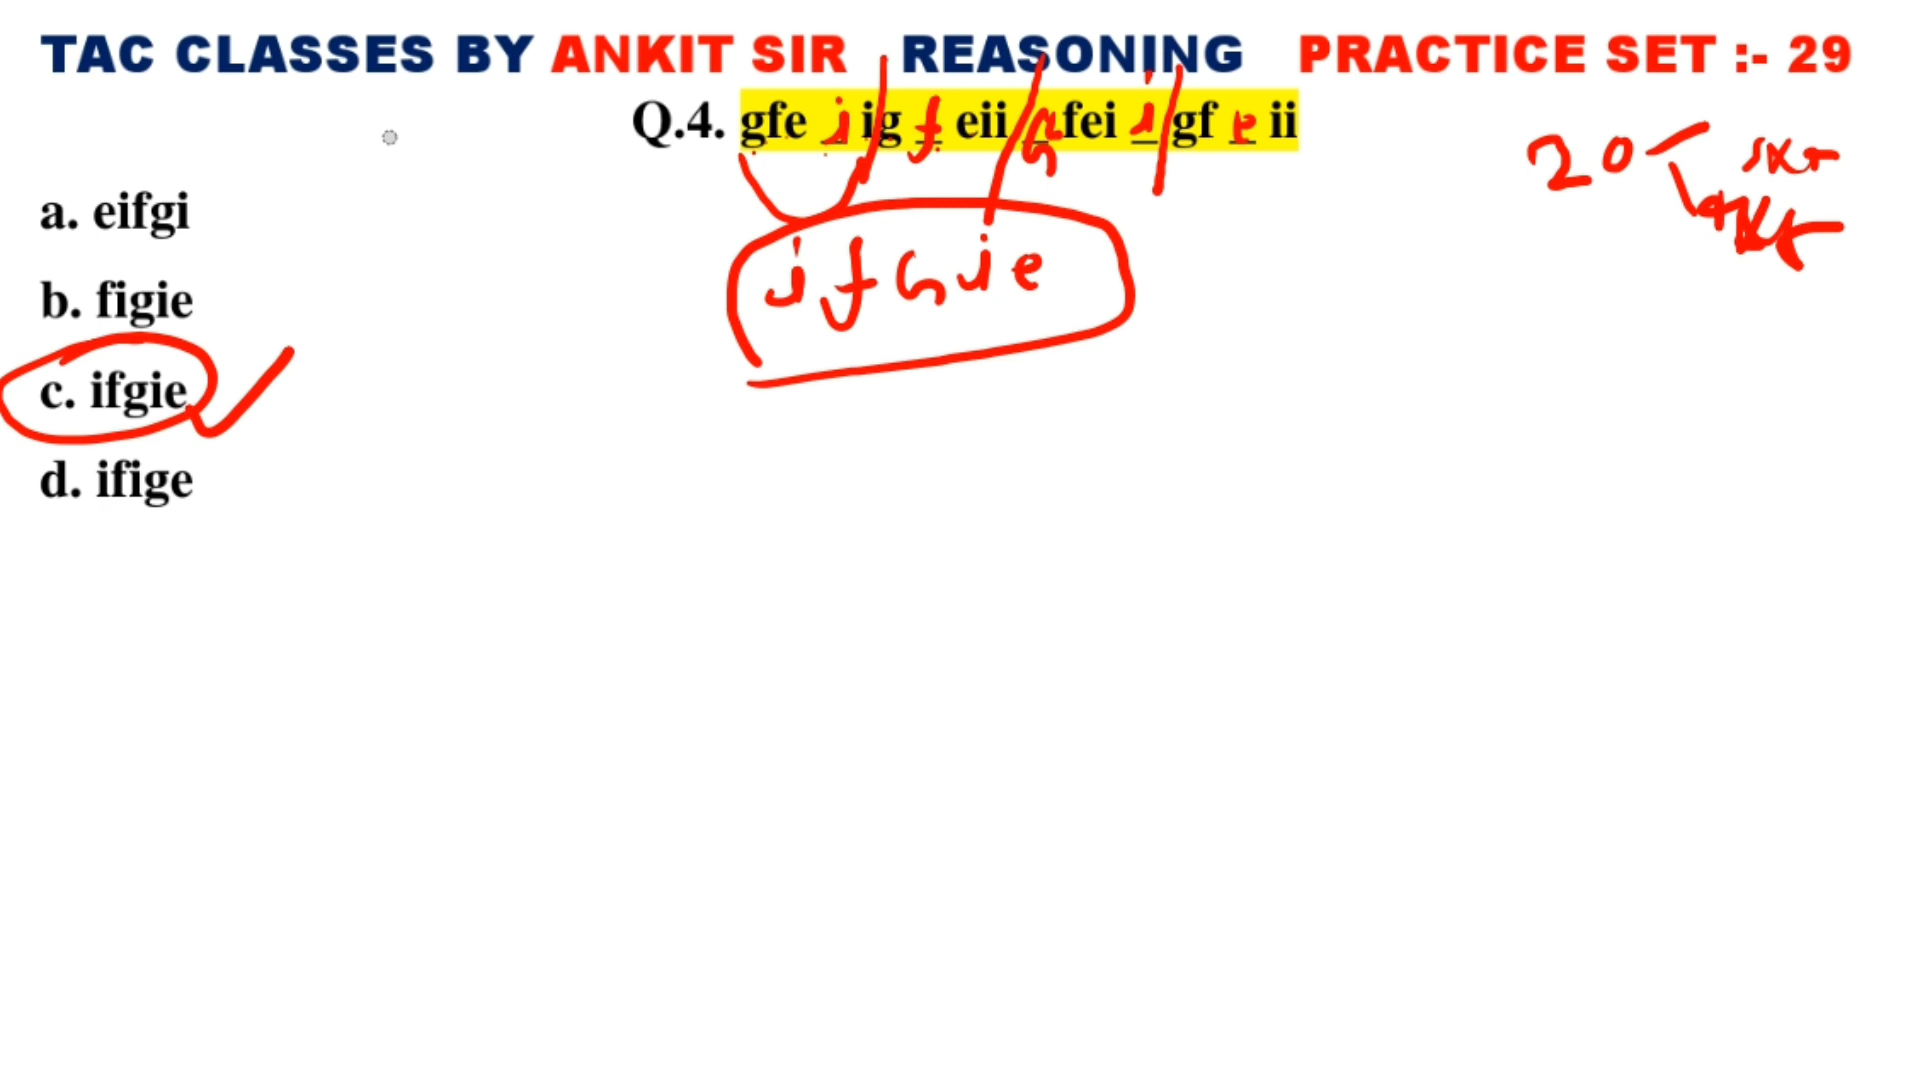 TAC CLASSES BY ANKIT SIR REASONING PRACTICE SET :- 29
Q.4. gfe i ig f eii g fei i gf e ii
20
a. eifgi
i f g i e
b. figie
c. ifgie
d. ifige